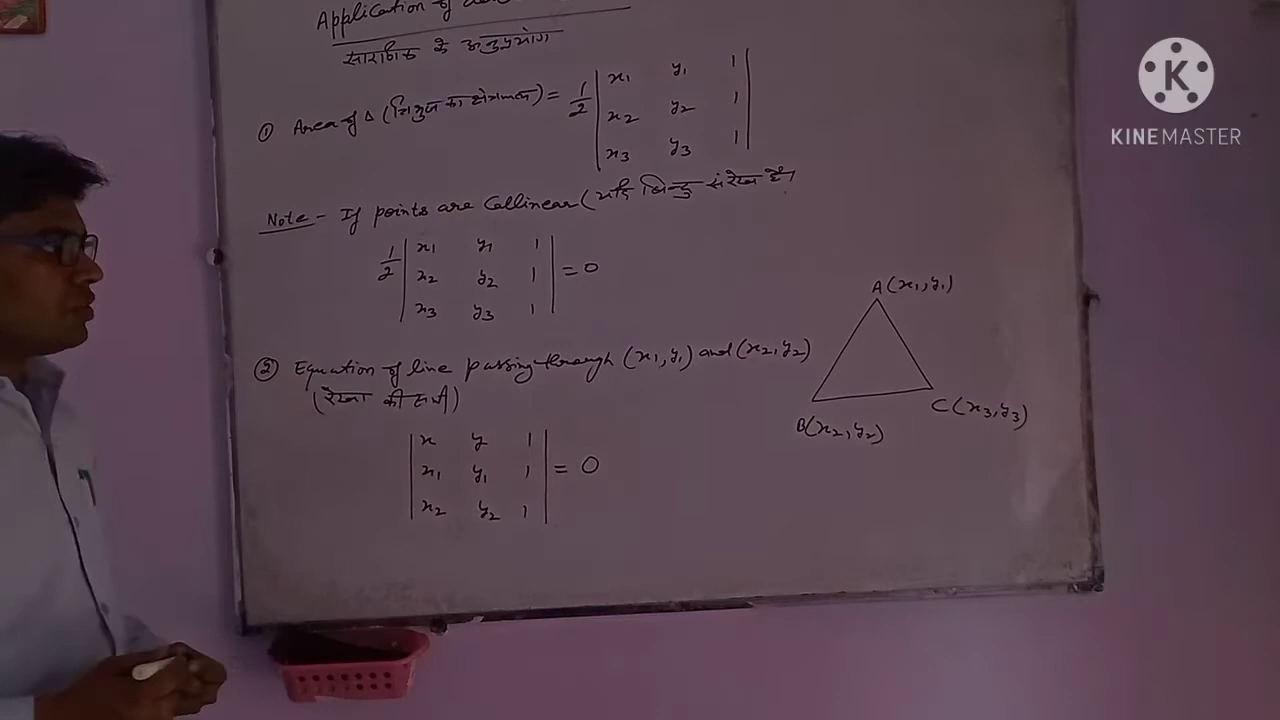 Application of
सारणिक के अनुप्रयोग
① Area of Δ (त्रिभुज का क्षेत्रफल) = 1/2 | x₁ y₁ 1 |
| x₂ y₂ 1 |
| x₃ y₃ 1 |
Note - If points are Collinear (यदि बिन्दु संरेख है।
1/2 | x₁ y₁ 1 |
| x₂ y₂ 1 | = 0
| x₃ y₃ 1 |
② Equation of line passing through (x₁, y₁) and (x₂, y₂)
(रेखा की समी)
| x y 1 |
| x₁ y₁ 1 | = 0
| x₂ y₂ 1 |
A(x₁, y₁)
B(x₂, y₂)
C(x₃, y₃)
K
KINEMASTER